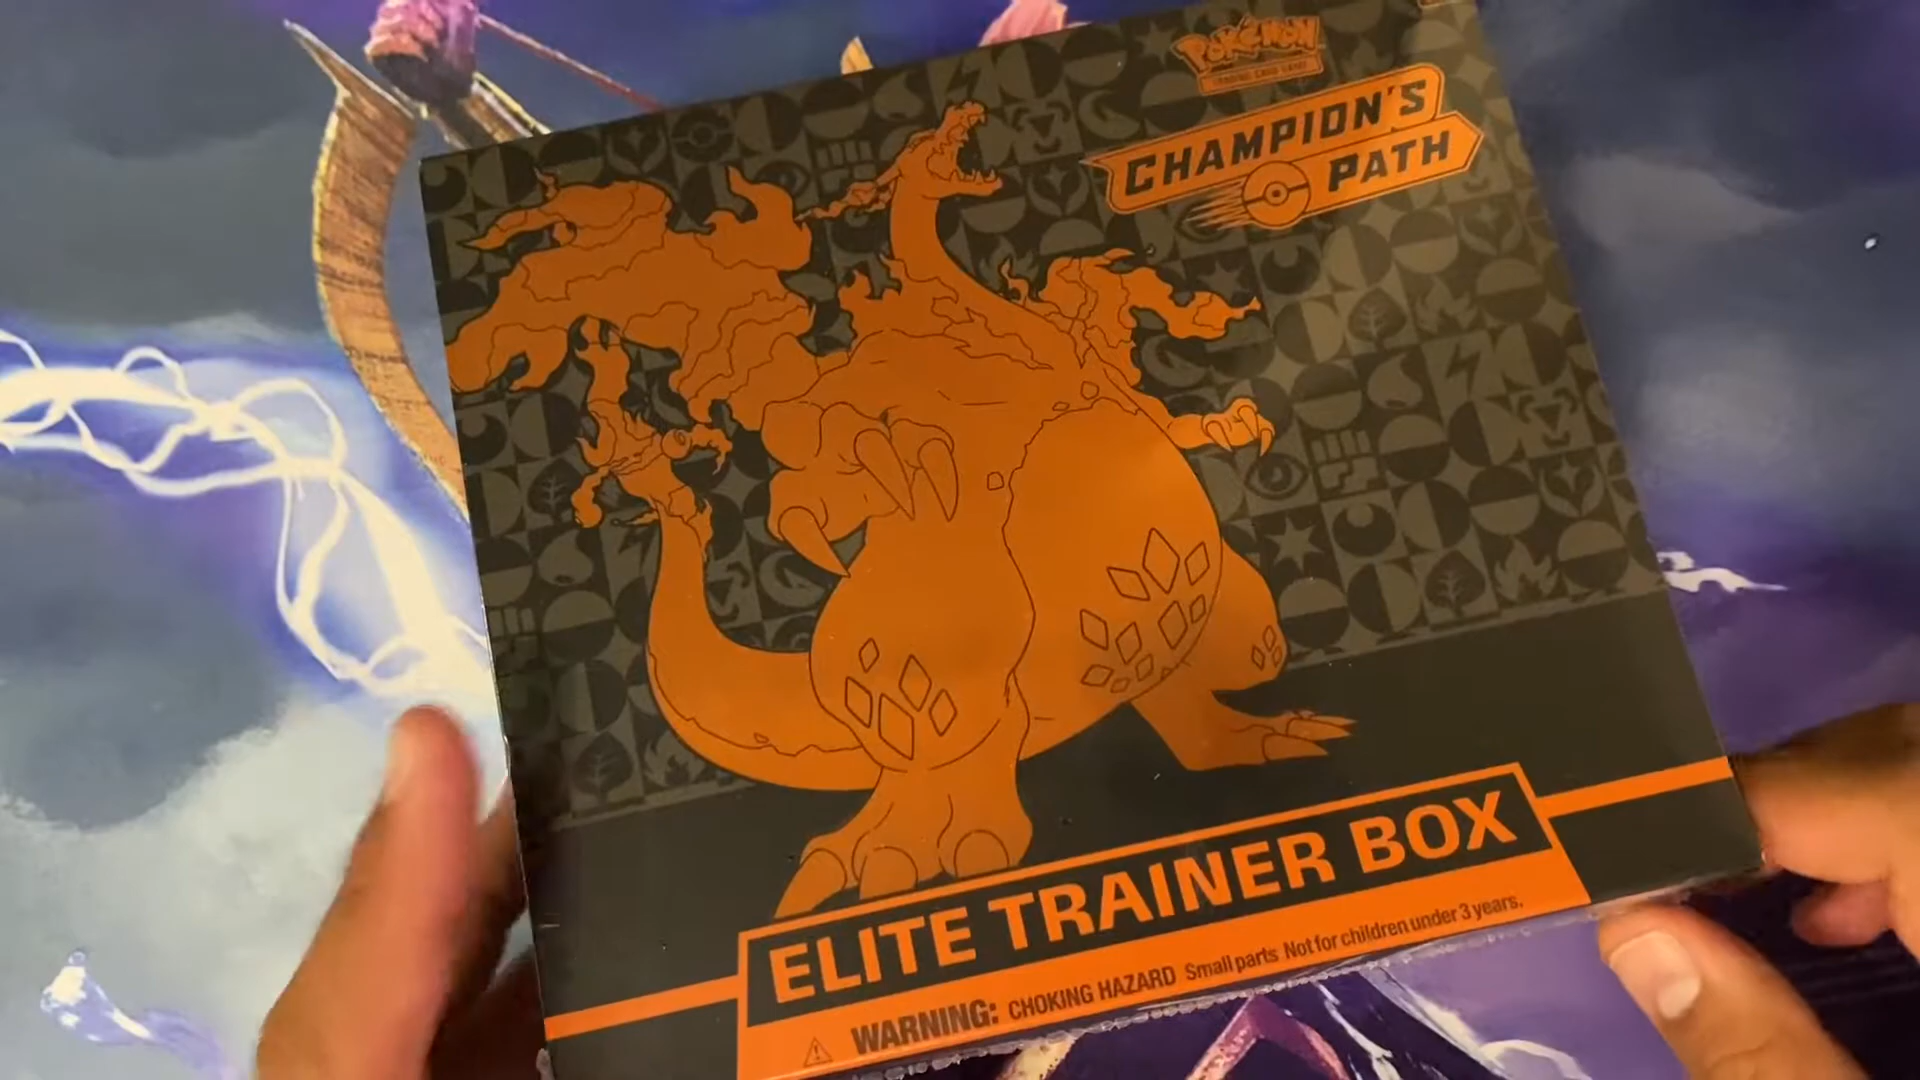 POKÉMON
TRADING CARD GAME
CHAMPION'S
PATH
ELITE TRAINER BOX
WARNING: CHOKING HAZARD Small parts Not for children under 3 years.